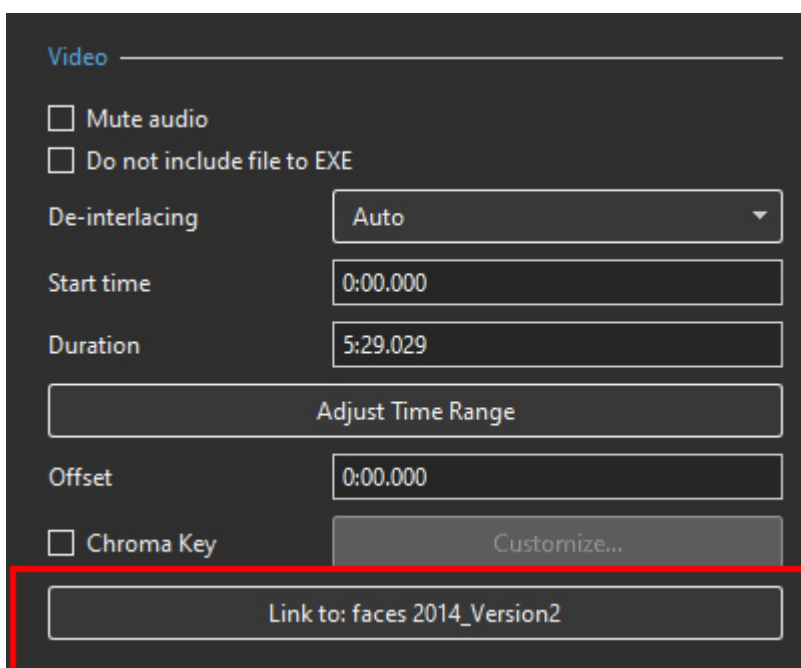 Video
Mute audio
Do not include file to EXE
De-interlacing Auto
Start time 0:00.000
Duration 5:29.029
Adjust Time Range
Offset 0:00.000
Chroma Key Customize...
Link to: faces 2014_Version2